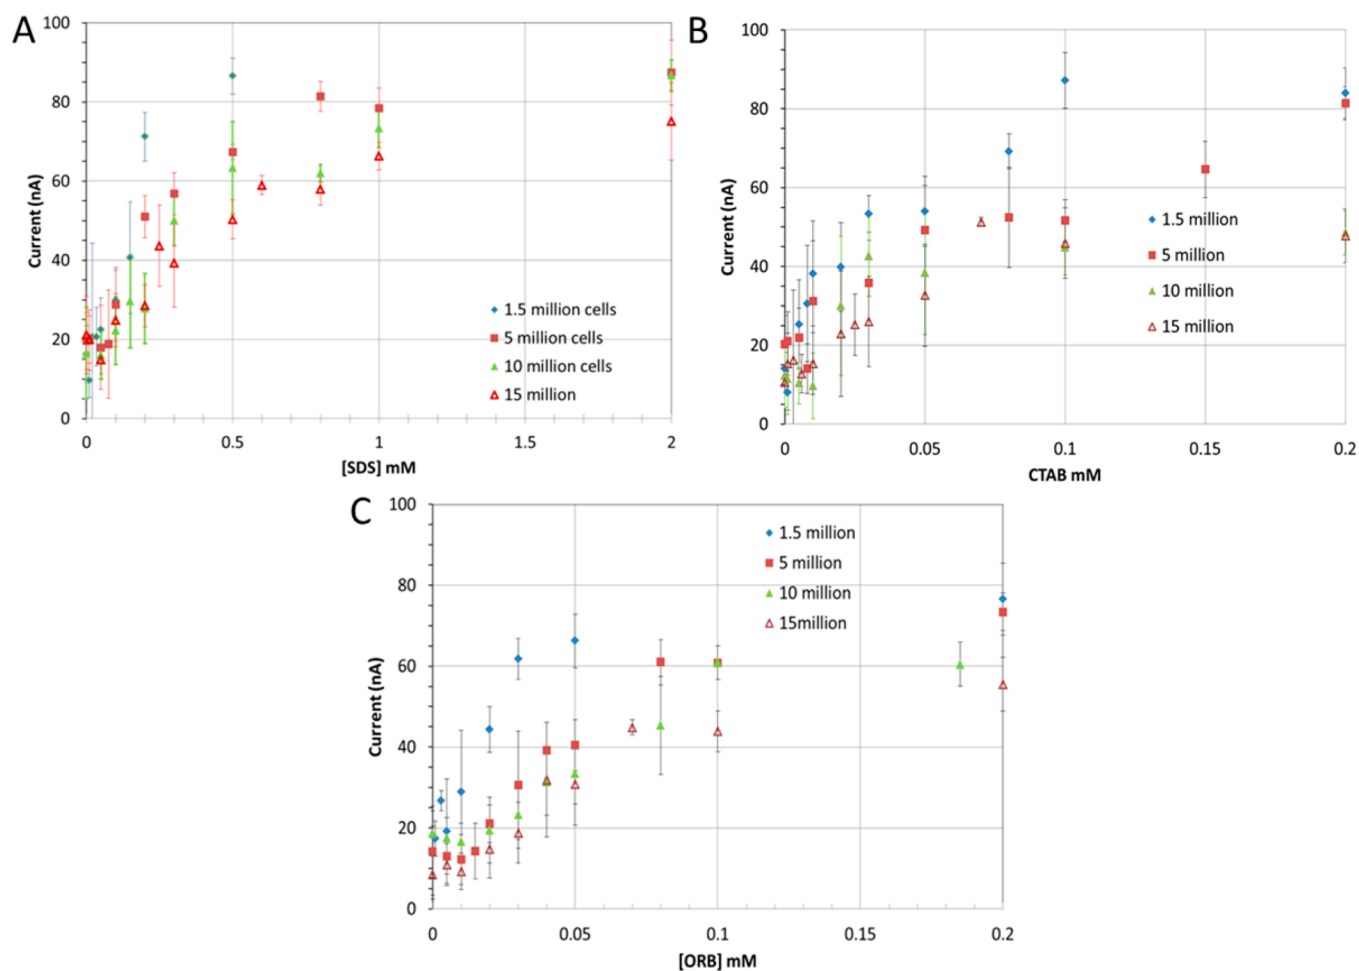 A
100
80
60
40
20
0
Current (nA)
1.5 million cells
5 million cells
10 million cells
15 million
0 0.5 1 1.5 2
[SDS] mM
B
100
80
60
40
20
0
Current (nA)
1.5 million
5 million
10 million
15 million
0 0.05 0.1 0.15 0.2
CTAB mM
C
100
80
60
40
20
0
Current (nA)
1.5 million
5 million
10 million
15million
0 0.05 0.1 0.15 0.2
[ORB] mM